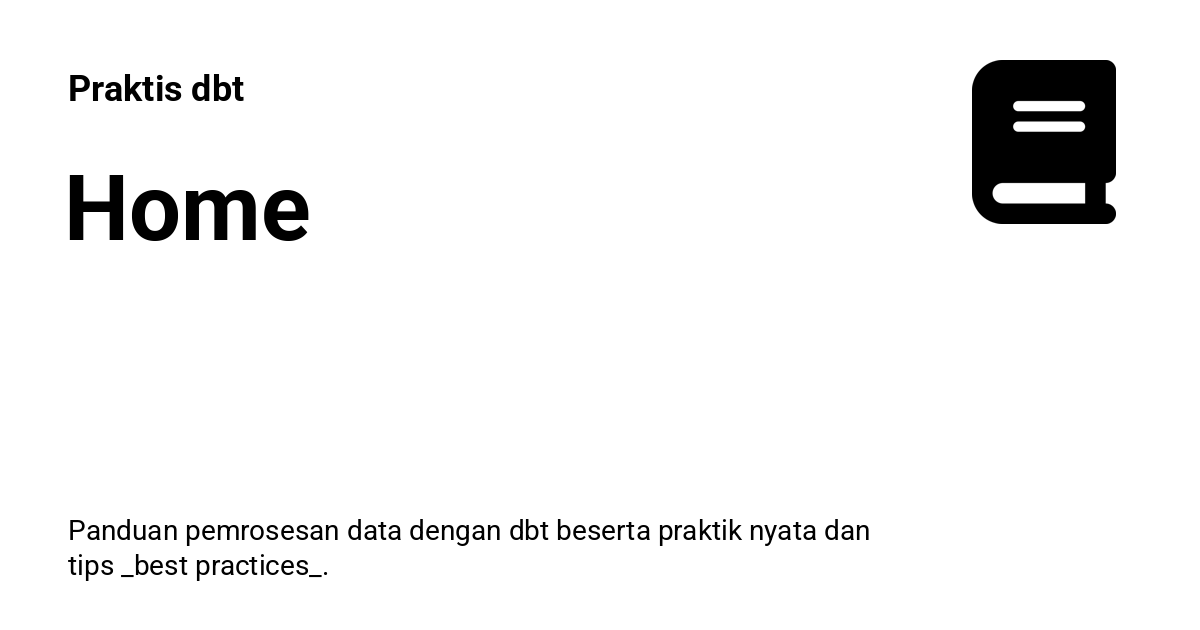 Praktis dbt
Home
Panduan pemrosesan data dengan dbt beserta praktik nyata dan
tips _best practices_.